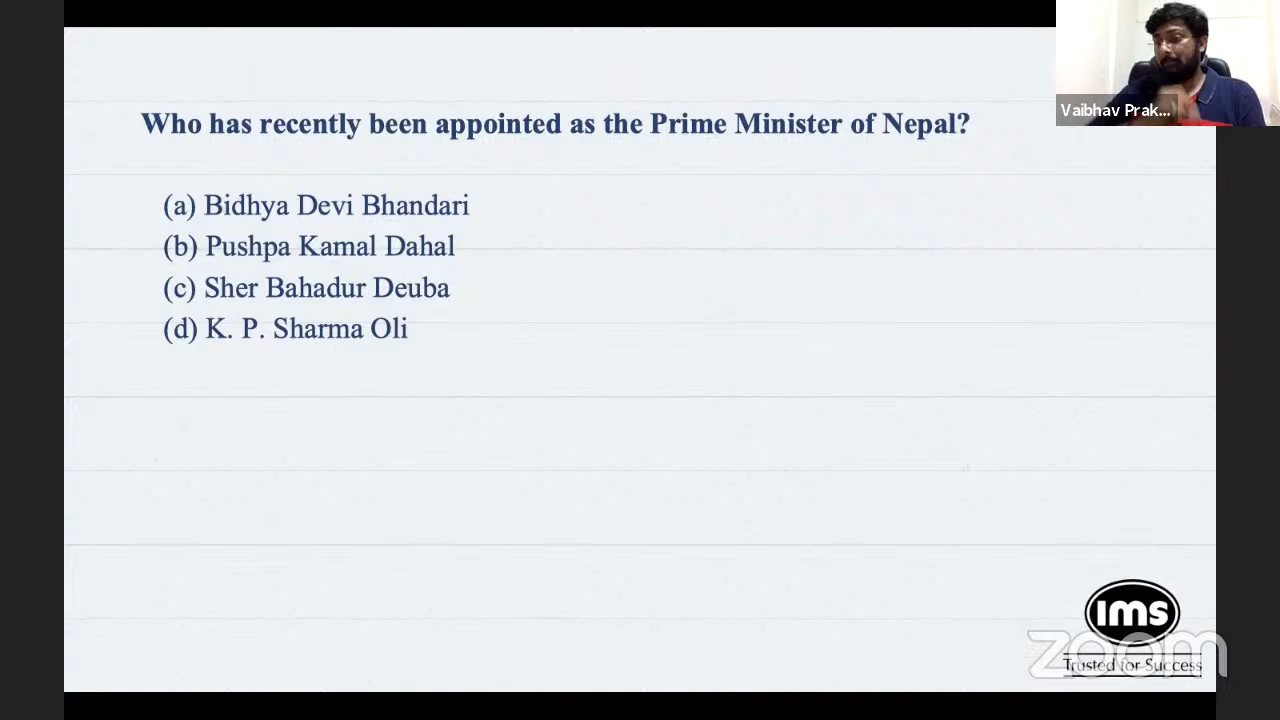 Who has recently been appointed as the Prime Minister of Nepal?
(a) Bidhya Devi Bhandari
(b) Pushpa Kamal Dahal
(c) Sher Bahadur Deuba
(d) K. P. Sharma Oli
Vaibhav Prak...
ims
zoom
Trusted for Success